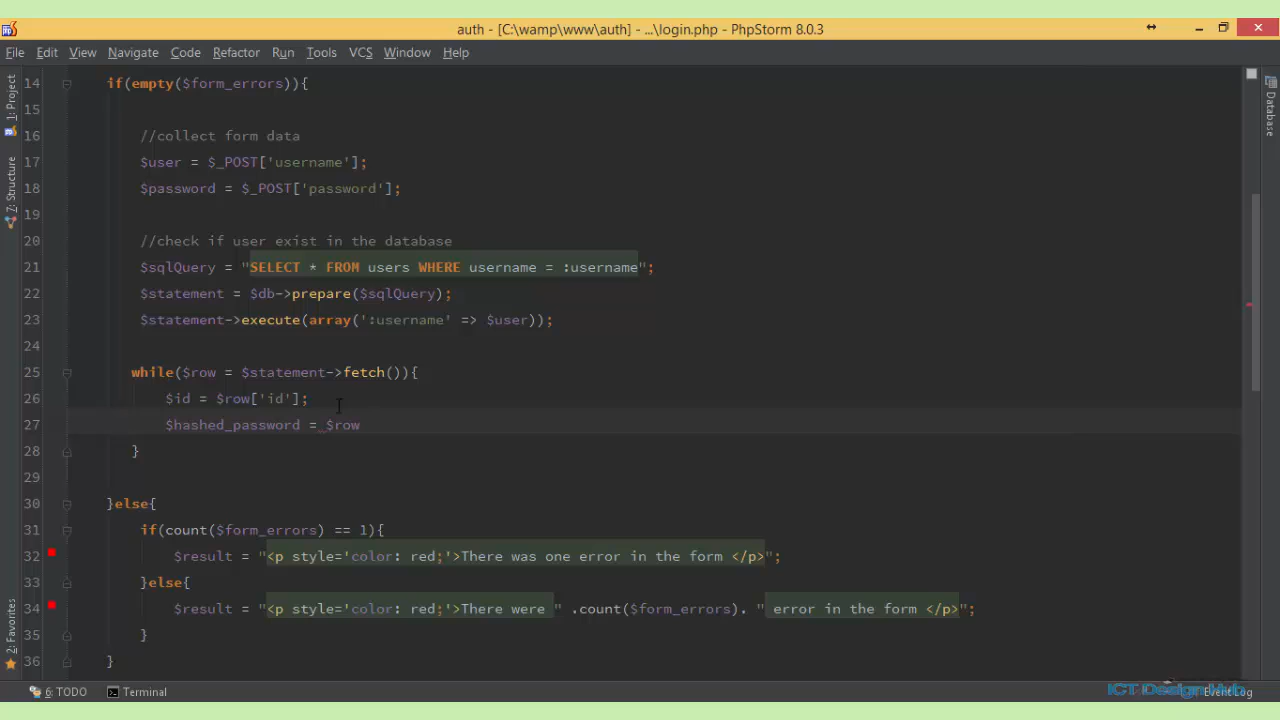 auth - [C:\wamp\www\auth] - ...\login.php - PhpStorm 8.0.3
File Edit View Navigate Code Refactor Run Tools VCS Window Help
1: Project
7: Structure
2: Favorites
Database
14 if(empty($form_errors)){
15
16 //collect form data
17 $user = $_POST['username'];
18 $password = $_POST['password'];
19
20 //check if user exist in the database
21 $sqlQuery = "SELECT * FROM users WHERE username = :username";
22 $statement = $db->prepare($sqlQuery);
23 $statement->execute(array(':username' => $user));
24
25 while($row = $statement->fetch()){
26 $id = $row['id'];
27 $hashed_password = $row
28 }
29
30 }else{
31 if(count($form_errors) == 1){
32 $result = "<p style='color: red;'>There was one error in the form </p>";
33 }else{
34 $result = "<p style='color: red;'>There were " .count($form_errors). " error in the form </p>";
35 }
36 }
6: TODO Terminal Event Log
ICT Design Hub